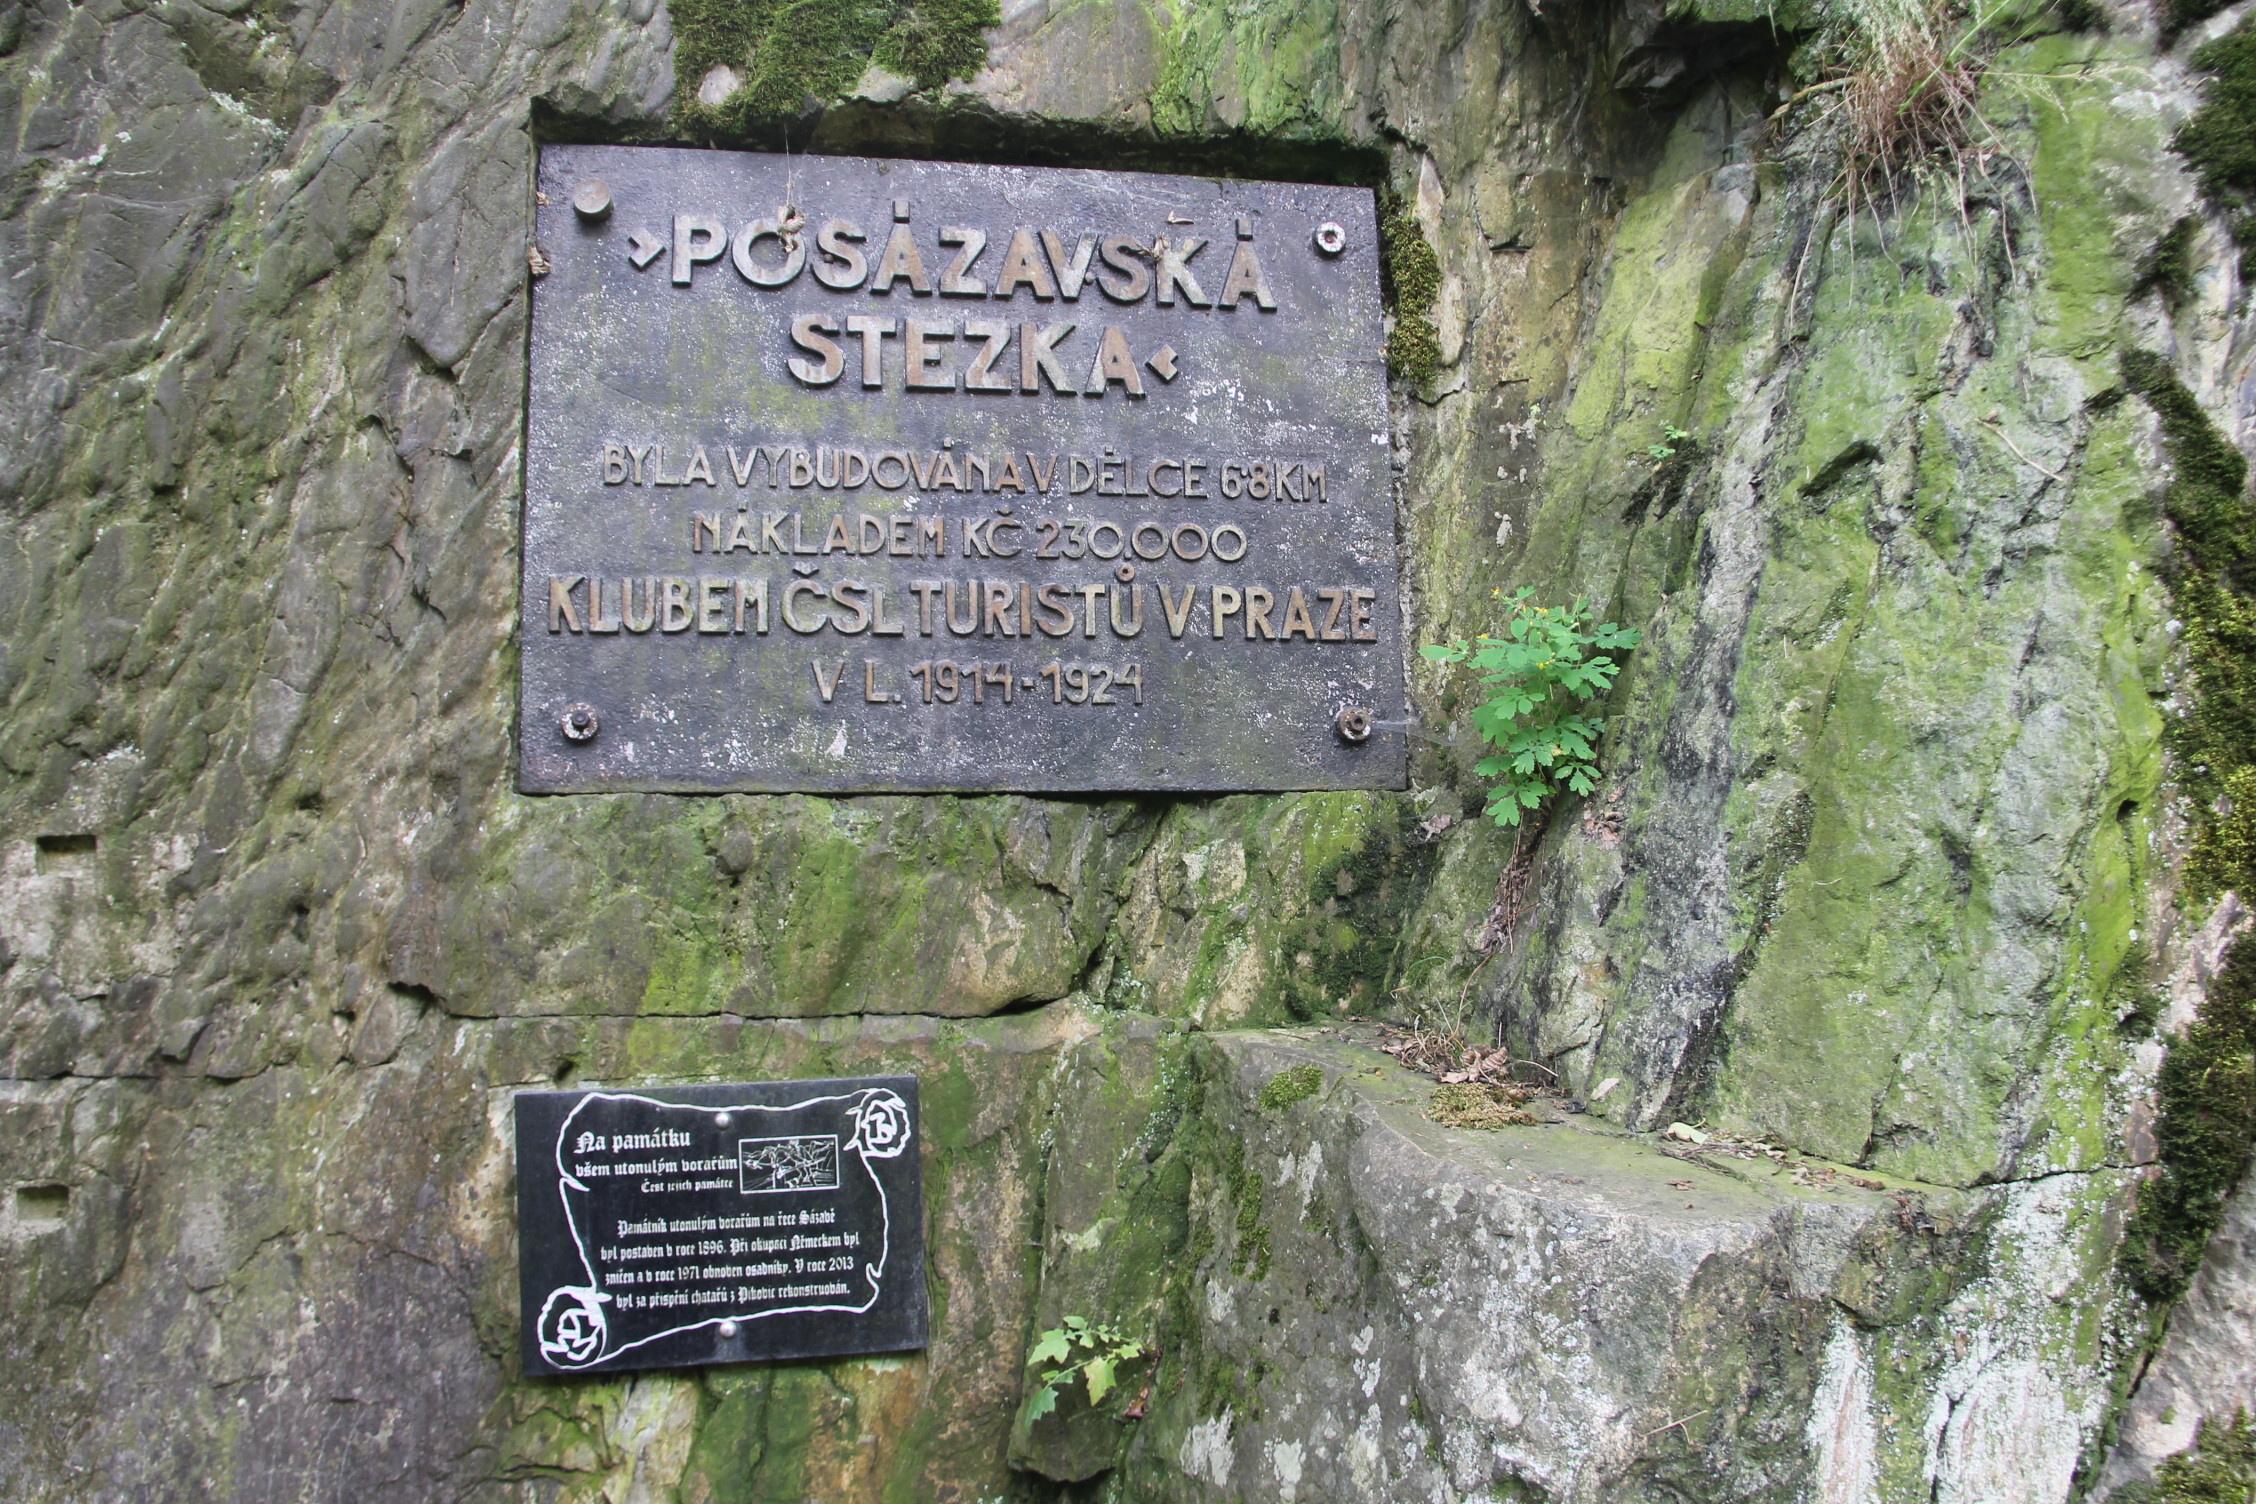 »POSÁZAVSKÁ
STEZKA«
BYLA VYBUDOVÁNA V DÉLCE 6·8 KM
NÁKLADEM KČ 230.000
KLUBEM ČSL TURISTŮ V PRAZE
V L. 1914-1924
Na památku
všem utonulým vorařům
Čest jejich památce
Památník utonulým vorařům na řece Sázavě
byl postaven v roce 1896. Při okupaci Německem byl
zničen a v roce 1971 obnoven osadníky. V roce 2013
byl za přispění chatařů z Pikovic rekonstruován.